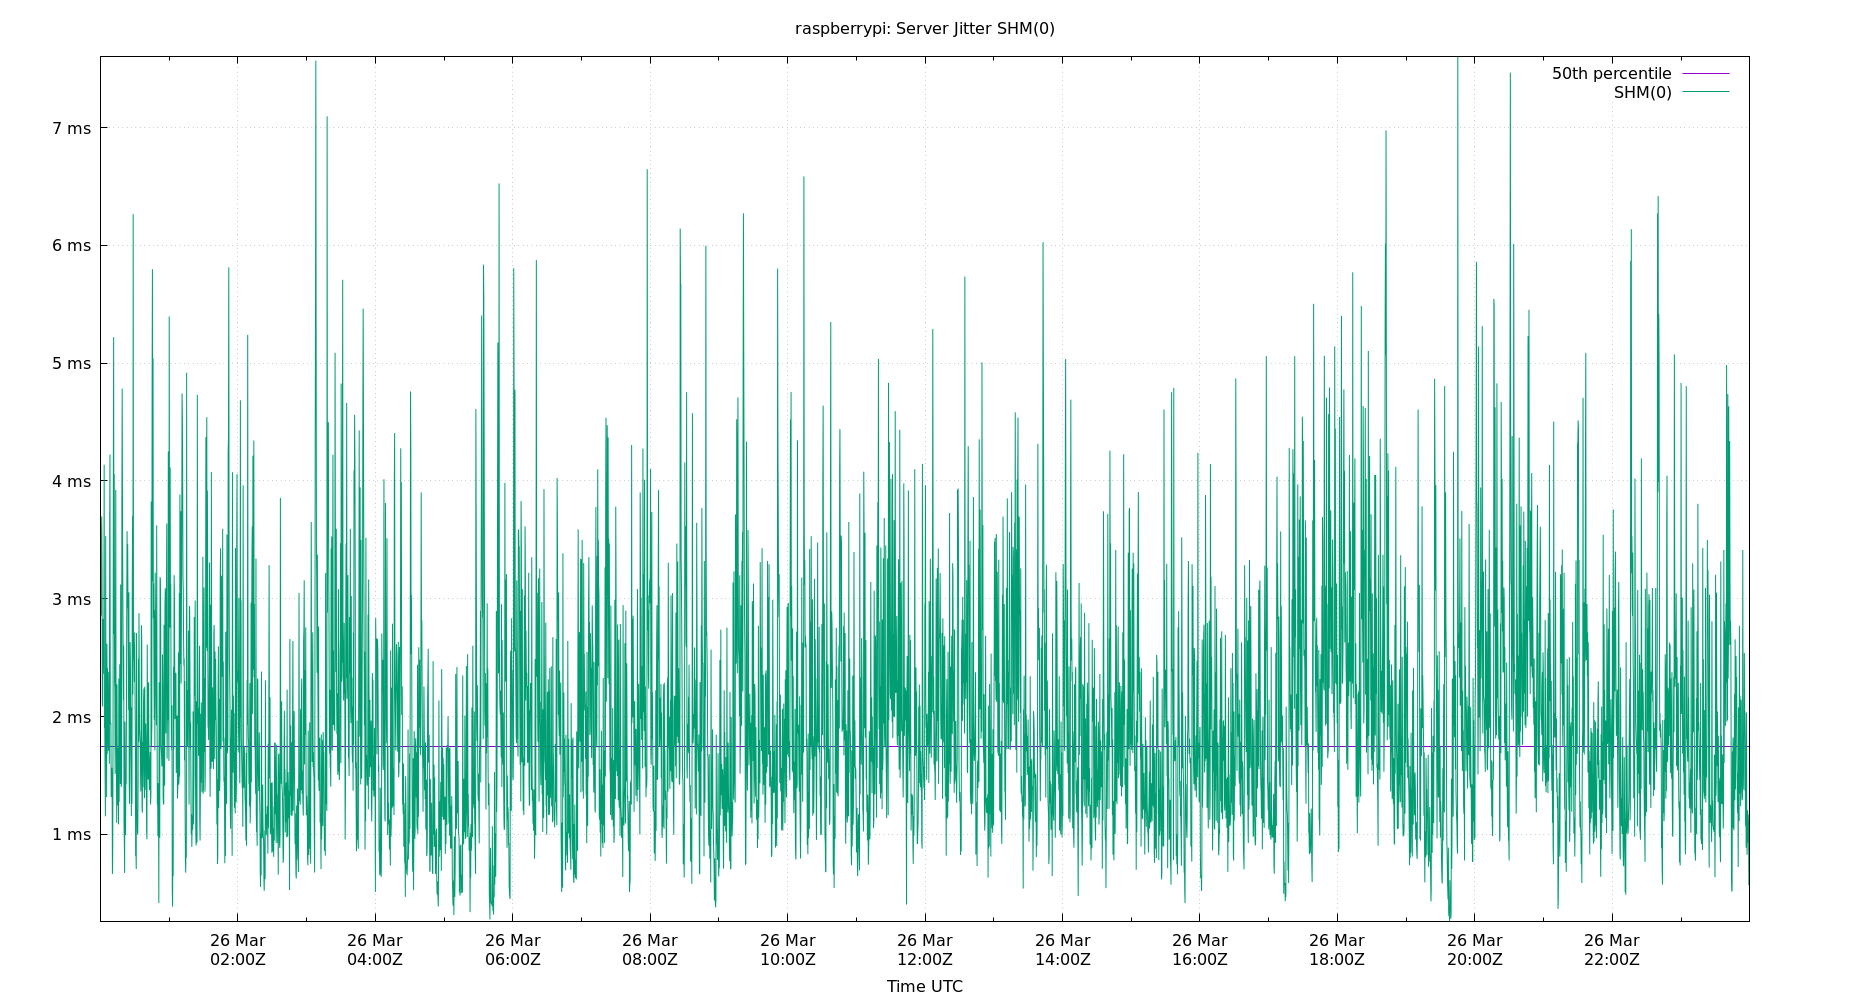 raspberrypi: Server Jitter SHM(0)
50th percentile
SHM(0)
7 ms
6 ms
5 ms
4 ms
3 ms
2 ms
1 ms
26 Mar 26 Mar 26 Mar 26 Mar 26 Mar 26 Mar 26 Mar 26 Mar 26 Mar 26 Mar 26 Mar
02:00Z 04:00Z 06:00Z 08:00Z 10:00Z 12:00Z 14:00Z 16:00Z 18:00Z 20:00Z 22:00Z
Time UTC